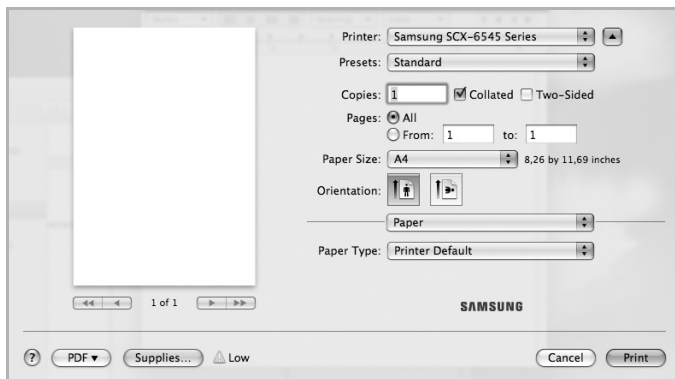 Printer: Samsung SCX-6545 Series
Presets: Standard
Copies: 1 Collated Two-Sided
Pages: All
From: 1 to: 1
Paper Size: A4 8,26 by 11,69 inches
Orientation:
Paper
Paper Type: Printer Default
1 of 1
SAMSUNG
? PDF Supplies... Low Cancel Print